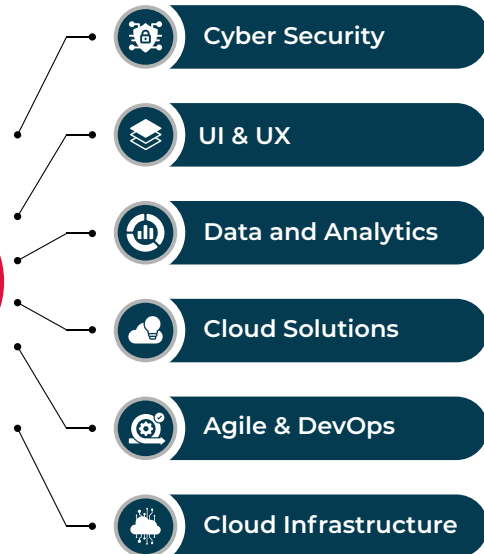 Cyber Security
UI & UX
Data and Analytics
Cloud Solutions
Agile & DevOps
Cloud Infrastructure